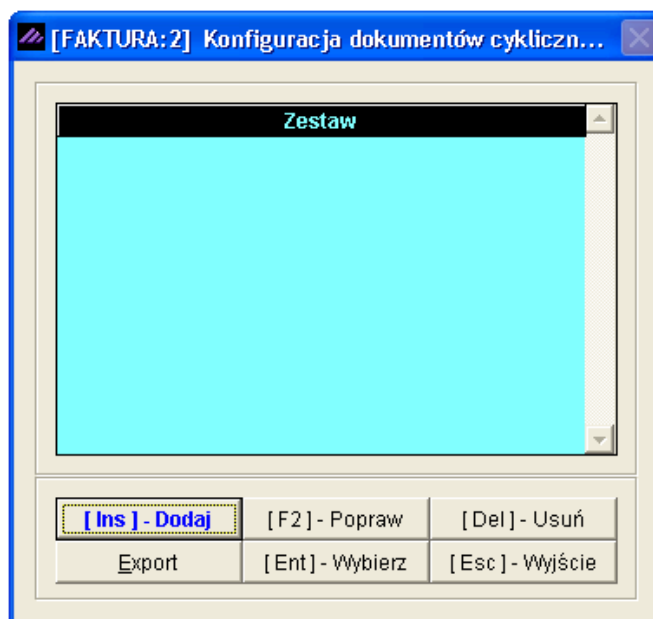 [FAKTURA:2] Konfiguracja dokumentów cykliczn...
Zestaw
[Ins] - Dodaj [F2] - Popraw [Del] - Usuń
Export [Ent] - Wybierz [Esc] - Wyjście